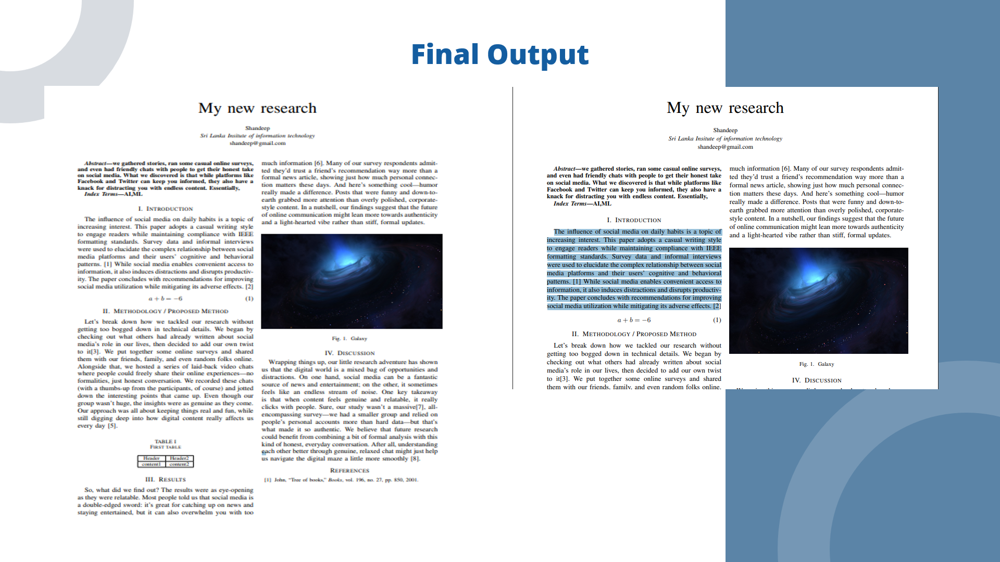 Final Output
My new research
Shandeep
Sri Lanka Insitute of information technology
shandeep@gmail.com
Abstract—we gathered stories, ran some casual online surveys,
and even had friendly chats with people to get their honest take
on social media. What we discovered is that while platforms like
Facebook and Twitter can keep you informed, they also have a
knack for distracting you with endless content. Essentially,
Index Terms—AI,ML
I. INTRODUCTION
The influence of social media on daily habits is a topic of
increasing interest. This paper adopts a casual writing style
to engage readers while maintaining compliance with IEEE
formatting standards. Survey data and informal interviews
were used to elucidate the complex relationship between social
media platforms and their users' cognitive and behavioral
patterns. [1] While social media enables convenient access to
information, it also induces distractions and disrupts productiv-
ity. The paper concludes with recommendations for improving
social media utilization while mitigating its adverse effects. [2]
a + b = −6 (1)
II. METHODOLOGY / PROPOSED METHOD
Let's break down how we tackled our research without
getting too bogged down in technical details. We began by
checking out what others had already written about social
media's role in our lives, then decided to add our own twist
to it[3]. We put together some online surveys and shared
them with our friends, family, and even random folks online.
Alongside that, we hosted a series of laid-back video chats
where people could freely share their online experiences—no
formalities, just honest conversation. We recorded these chats
(with a thumbs-up from the participants, of course) and jotted
down the interesting points that came up. Even though our
group wasn't huge, the insights were as genuine as they come.
Our approach was all about keeping things real and fun, while
still digging deep into how digital content really affects us
every day [5].
TABLE I
FIRST TABLE
Header Header2
content1 content2
III. RESULTS
So, what did we find out? The results were as eye-opening
as they were relatable. Most people told us that social media is
a double-edged sword: it's great for catching up on news and
staying entertained, but it can also overwhelm you with too
much information [6]. Many of our survey respondents admit-
ted they'd trust a friend's recommendation way more than a
formal news article, showing just how much personal connec-
tion matters these days. And here's something cool—humor
really made a difference. Posts that were funny and down-to-
earth grabbed more attention than overly polished, corporate-
style content. In a nutshell, our findings suggest that the future
of online communication might lean more towards authenticity
and a light-hearted vibe rather than stiff, formal updates.
Fig. 1. Galaxy
IV. DISCUSSION
Wrapping things up, our little research adventure has shown
us that the digital world is a mixed bag of opportunities and
distractions. On one hand, social media can be a fantastic
source of news and entertainment; on the other, it sometimes
feels like an endless stream of noise. One key takeaway
is that when content feels genuine and relatable, it really
clicks with people. Sure, our study wasn't a massive[7], all-
encompassing survey—we had a smaller group and relied on
people's personal accounts more than hard data—but that's
what made it so authentic. We believe that future research
could benefit from combining a bit of formal analysis with this
kind of honest, everyday conversation. After all, understanding
each other better through genuine, relaxed chat might just help
us navigate the digital maze a little more smoothly [8].
REFERENCES
[1] John, "Tree of books," Books, vol. 196, no. 27, pp. 850, 2001.
My new research
Shandeep
Sri Lanka Insitute of information technology
shandeep@gmail.com
Abstract—we gathered stories, ran some casual online surveys,
and even had friendly chats with people to get their honest take
on social media. What we discovered is that while platforms like
Facebook and Twitter can keep you informed, they also have a
knack for distracting you with endless content. Essentially,
Index Terms—AI,ML
I. INTRODUCTION
The influence of social media on daily habits is a topic of
increasing interest. This paper adopts a casual writing style
to engage readers while maintaining compliance with IEEE
formatting standards. Survey data and informal interviews
were used to elucidate the complex relationship between social
media platforms and their users' cognitive and behavioral
patterns. [1] While social media enables convenient access to
information, it also induces distractions and disrupts productiv-
ity. The paper concludes with recommendations for improving
social media utilization while mitigating its adverse effects. [2]
a + b = −6 (1)
II. METHODOLOGY / PROPOSED METHOD
Let's break down how we tackled our research without
getting too bogged down in technical details. We began by
checking out what others had already written about social
media's role in our lives, then decided to add our own twist
to it[3]. We put together some online surveys and shared
them with our friends, family, and even random folks online.
much information [6]. Many of our survey respondents admit-
ted they'd trust a friend's recommendation way more than a
formal news article, showing just how much personal connec-
tion matters these days. And here's something cool—humor
really made a difference. Posts that were funny and down-to-
earth grabbed more attention than overly polished, corporate-
style content. In a nutshell, our findings suggest that the future
of online communication might lean more towards authenticity
and a light-hearted vibe rather than stiff, formal updates.
Fig. 1. Galaxy
IV. DISCUSSION